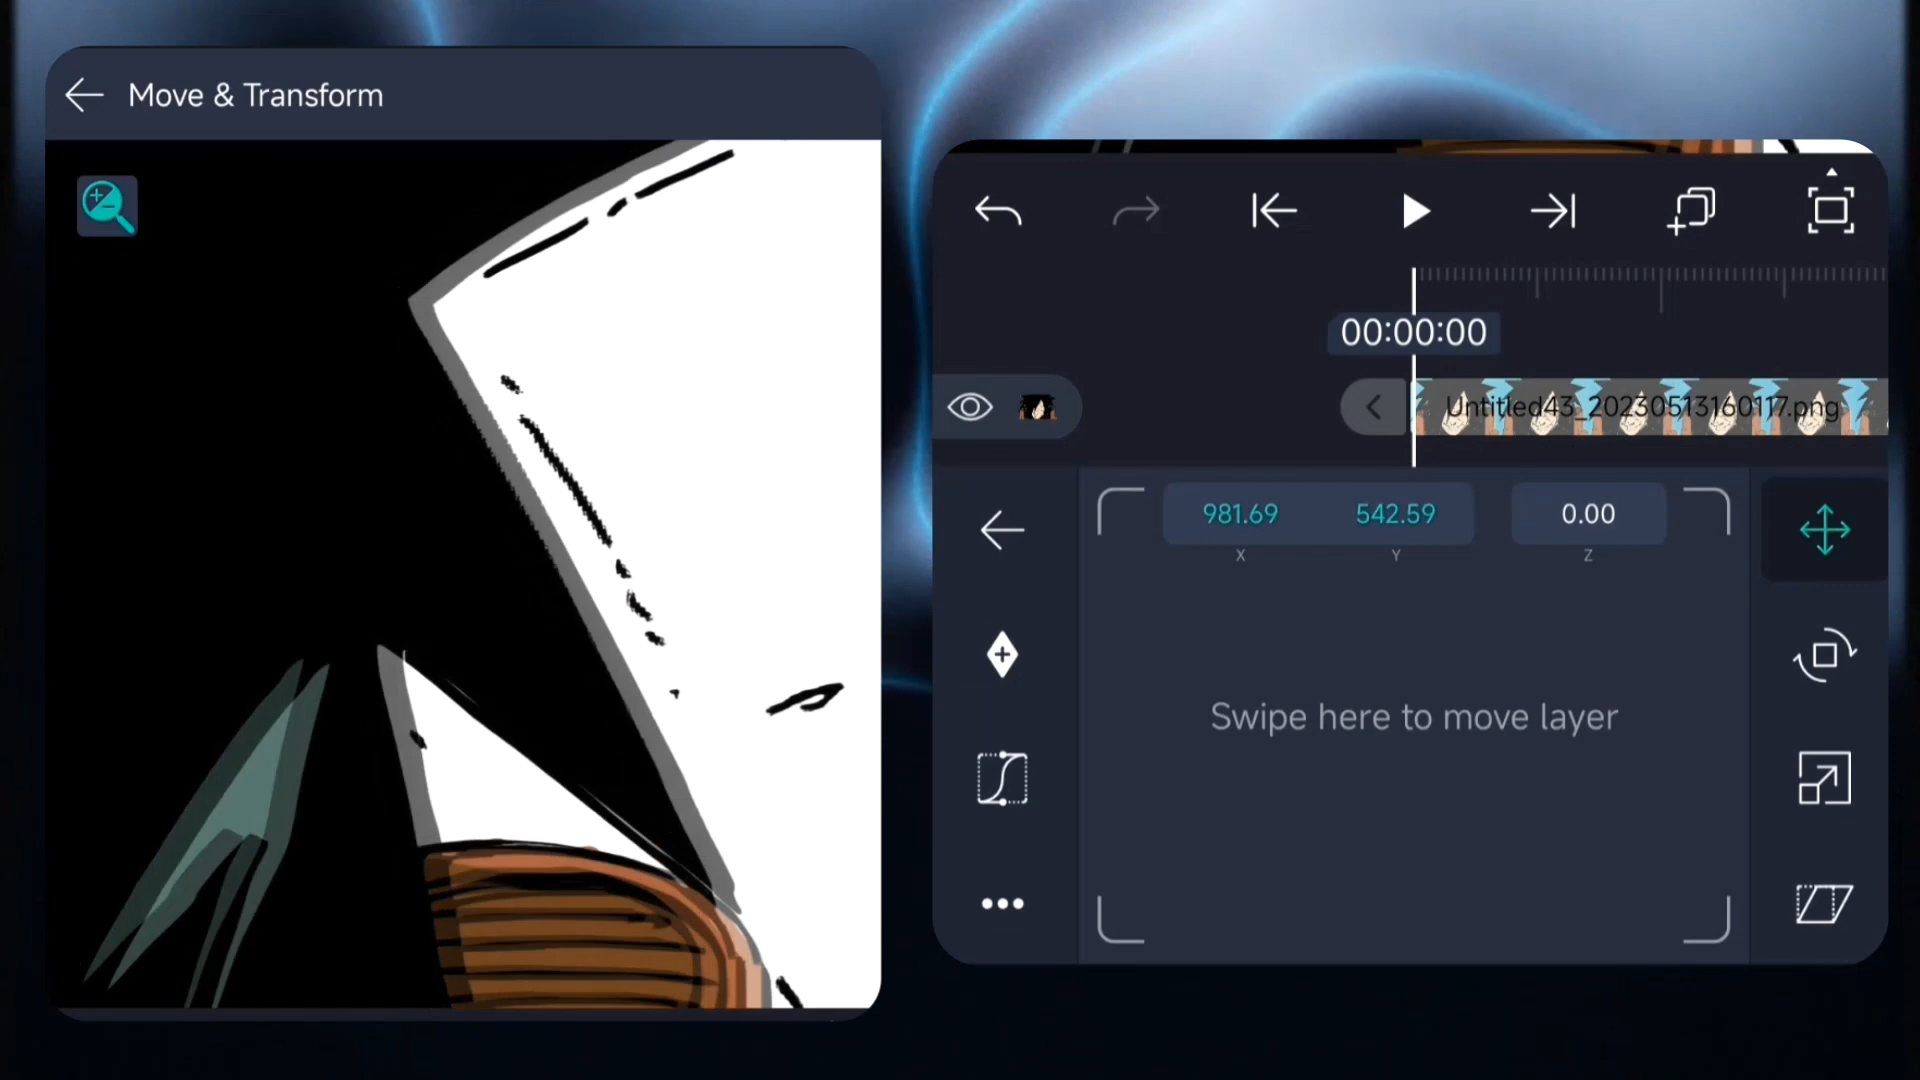 Move & Transform
00:00:00
Untitled43_20230513160117.png
981.69 542.59 0.00
X Y Z
Swipe here to move layer